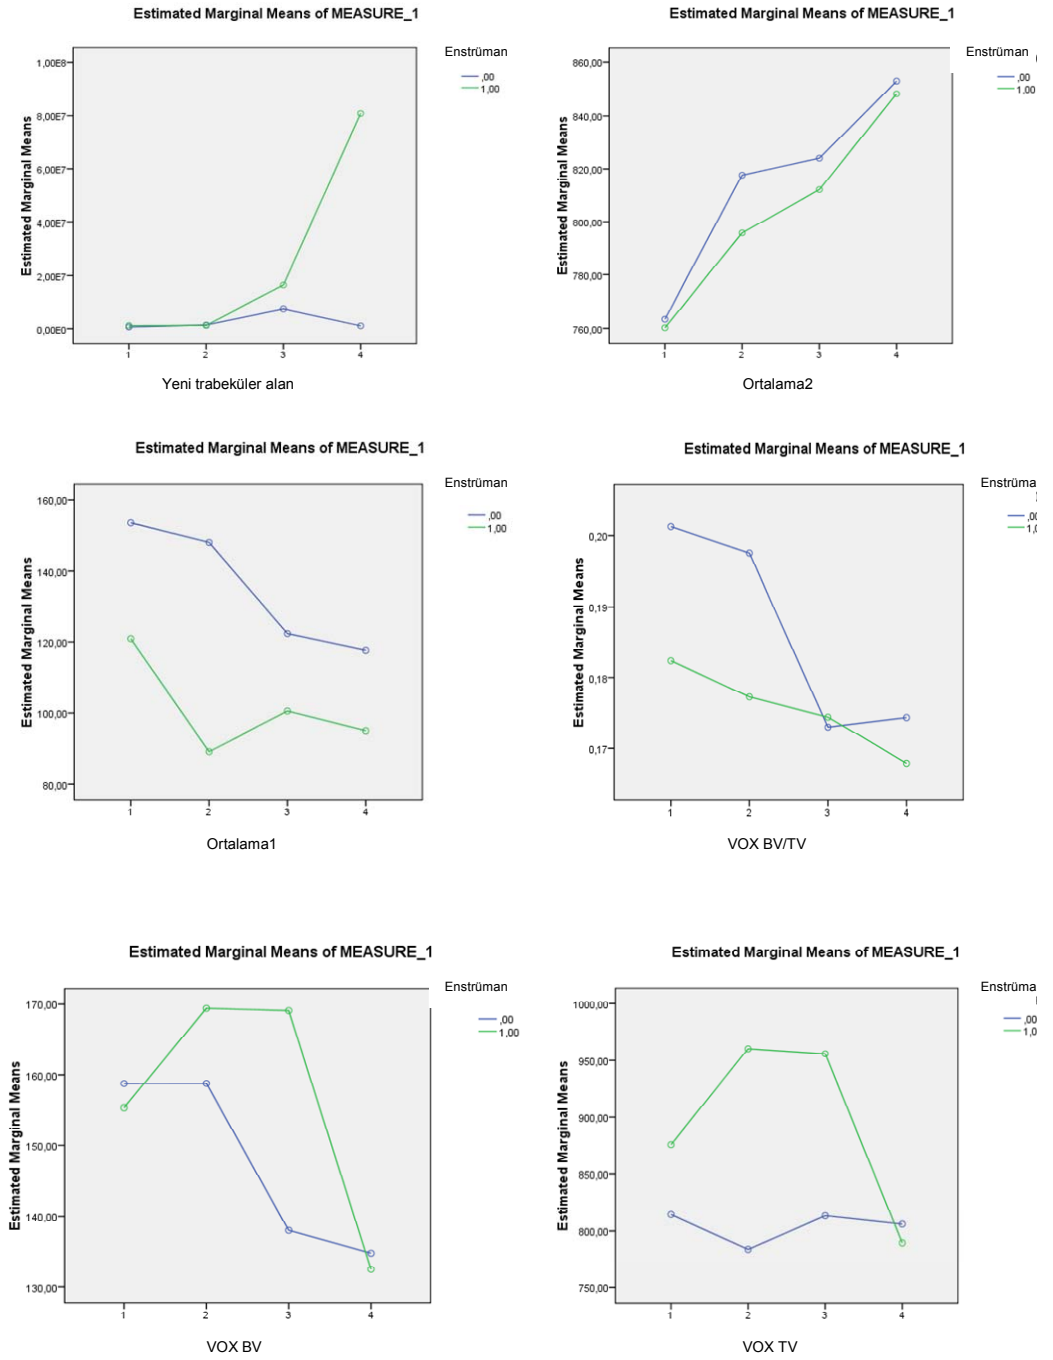 Estimated Marginal Means of MEASURE_1
Enstrüman
,00
1,00
Estimated Marginal Means
1,00E8
8,00E7
6,00E7
4,00E7
2,00E7
0,00E0
1 2 3 4
Yeni trabeküler alan
Estimated Marginal Means of MEASURE_1
Enstrüman
,00
1,00
Estimated Marginal Means
860,00
840,00
820,00
800,00
780,00
760,00
1 2 3 4
Ortalama2
Estimated Marginal Means of MEASURE_1
Enstrüman
,00
1,00
Estimated Marginal Means
160,00
140,00
120,00
100,00
80,00
1 2 3 4
Ortalama1
Estimated Marginal Means of MEASURE_1
Enstrüma
,00
1,0
Estimated Marginal Means
0,20
0,19
0,18
0,17
1 2 3 4
VOX BV/TV
Estimated Marginal Means of MEASURE_1
Enstrüman
,00
1,00
Estimated Marginal Means
170,00
160,00
150,00
140,00
130,00
1 2 3 4
VOX BV
Estimated Marginal Means of MEASURE_1
Enstrüma
,00
1,0
Estimated Marginal Means
1000,00
950,00
900,00
850,00
800,00
750,00
1 2 3 4
VOX TV